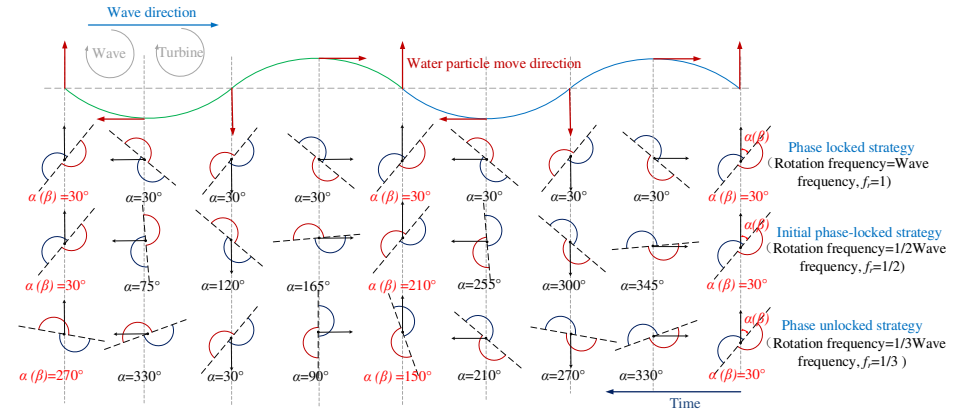 Wave direction
Wave
Turbine
Water particle move direction
α(β)
Phase locked strategy
(Rotation frequency=Wave
frequency, fr=1)
α (β) =30° α=30° α=30° α=30° α (β) =30° α=30° α=30° α=30° α (β) =30°
α(β)
Initial phase-locked strategy
(Rotation frequency=1/2Wave
frequency, fr=1/2)
α (β) =30° α=75° α=120° α=165° α (β) =210° α=255° α=300° α=345° α (β) =30°
α(β)
Phase unlocked strategy
(Rotation frequency=1/3Wave
frequency, fr=1/3 )
α (β)=270° α=330° α=30° α=90° α (β) =150° α=210° α=270° α=330° α (β) =30°
Time